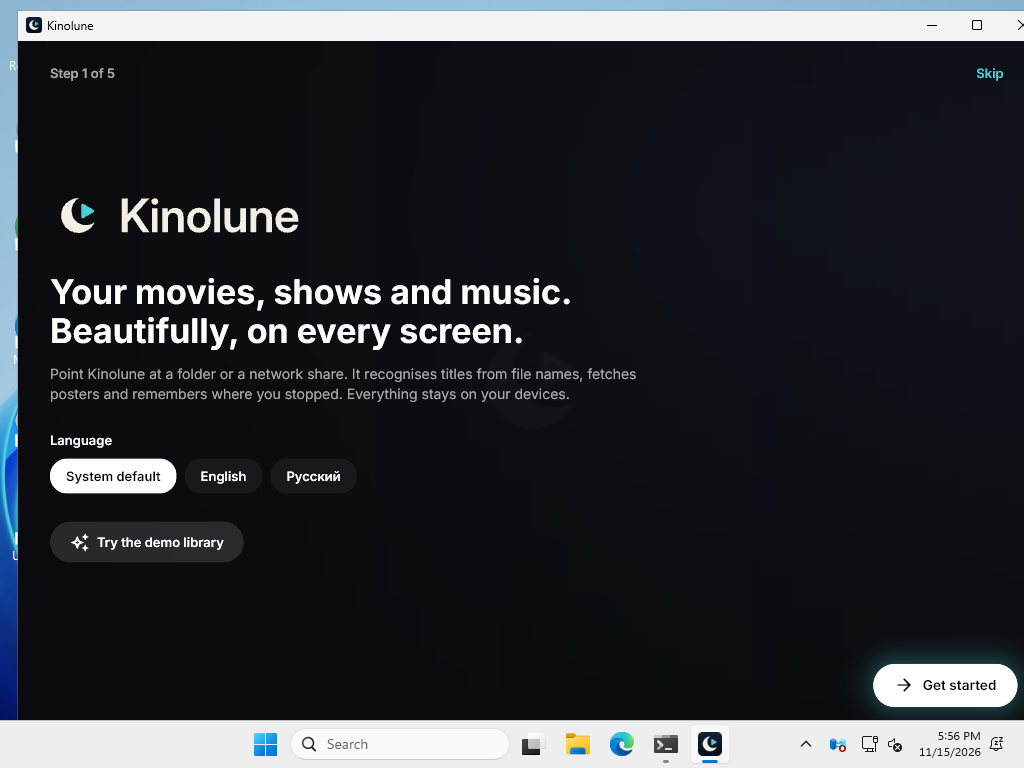 Kinolune
Step 1 of 5
Skip
Kinolune
Your movies, shows and music.
Beautifully, on every screen.
Point Kinolune at a folder or a network share. It recognises titles from file names, fetches
posters and remembers where you stopped. Everything stays on your devices.
Language
System default
English
Русский
Try the demo library
Get started
Search
5:56 PM
11/15/2026